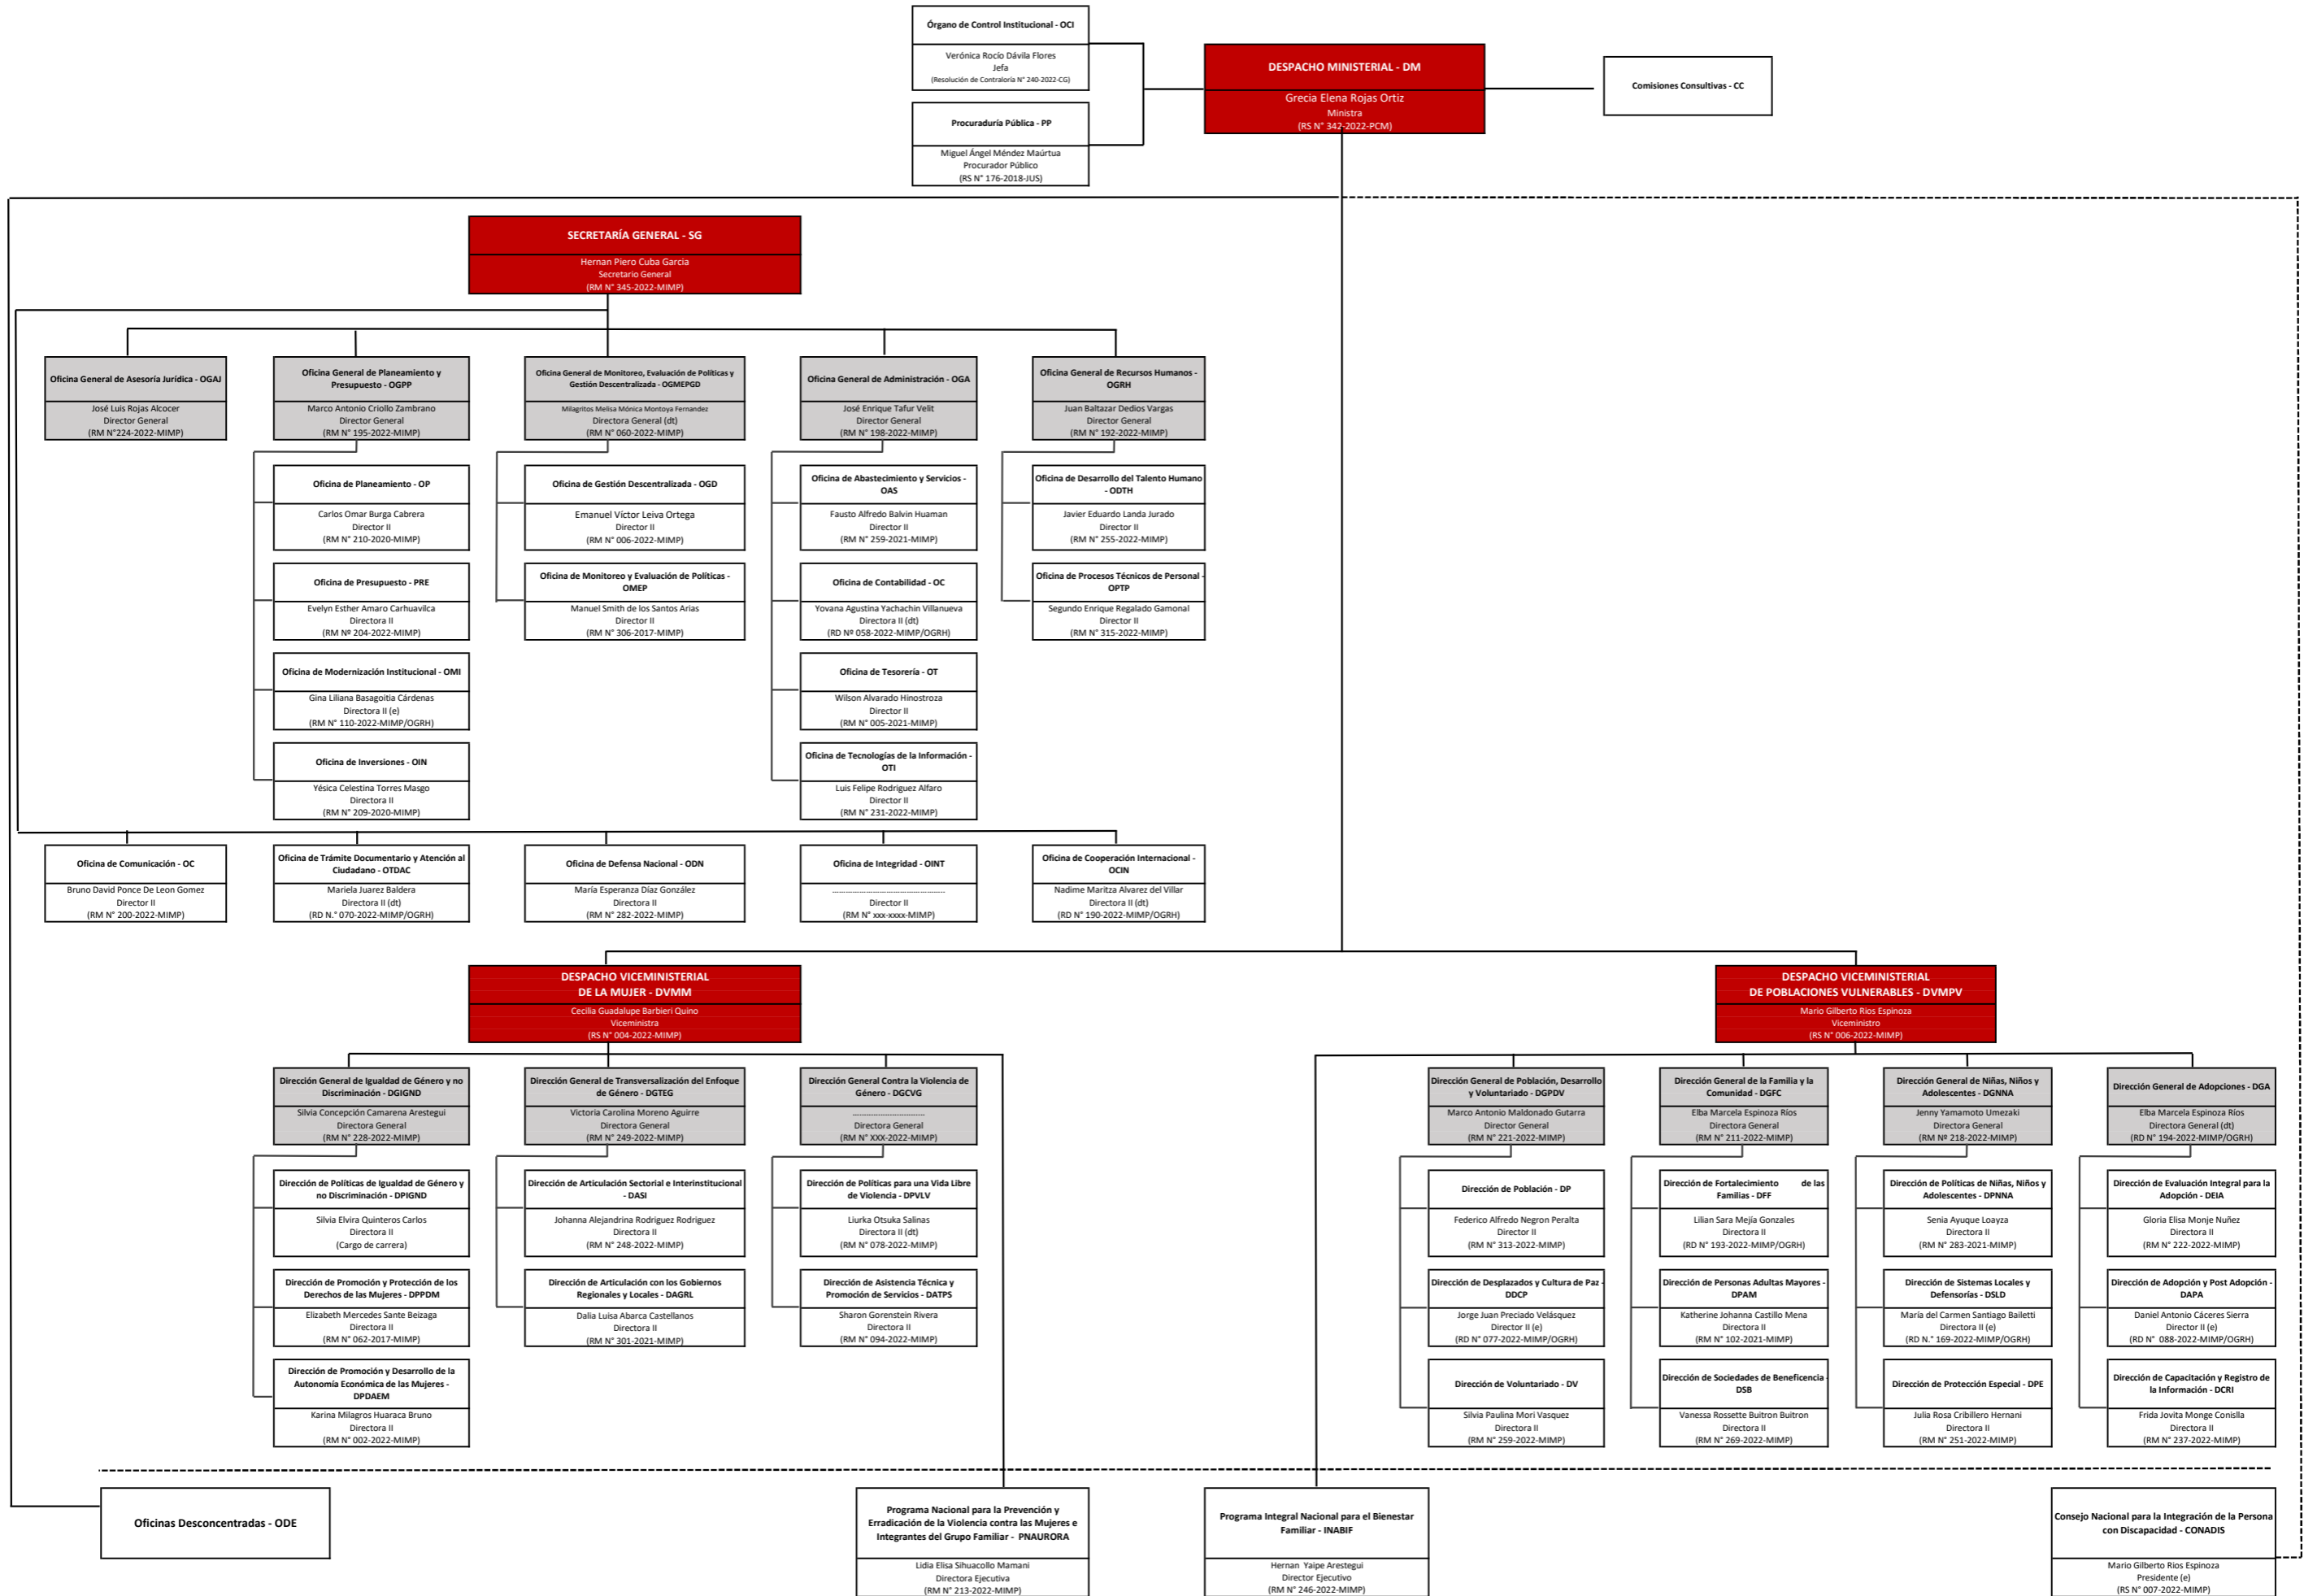 Órgano de Control Institucional - OCI
Verónica Rocío Dávila Flores
Jefa
(Resolución de Contraloría N° 240-2022-CG)
DESPACHO MINISTERIAL - DM
Grecia Elena Rojas Ortiz
Ministra
(RS N° 342-2022-PCM)
Comisiones Consultivas - CC
Procuraduría Pública - PP
Miguel Ángel Méndez Maúrtua
Procurador Público
(RS N° 176-2018-JUS)
SECRETARÍA GENERAL - SG
Hernan Piero Cuba Garcia
Secretario General
(RM N° 345-2022-MIMP)
Oficina General de Asesoría Jurídica - OGAJ
José Luis Rojas Alcocer
Director General
(RM N°224-2022-MIMP)
Oficina General de Planeamiento y
Presupuesto - OGPP
Marco Antonio Criollo Zambrano
Director General
(RM N° 195-2022-MIMP)
Oficina General de Monitoreo, Evaluación de Políticas y
Gestión Descentralizada - OGMEPGD
Milagritos Melisa Mónica Montoya Fernandez
Directora General (dt)
(RM N° 060-2022-MIMP)
Oficina General de Administración - OGA
José Enrique Tafur Velit
Director General
(RM N° 198-2022-MIMP)
Oficina General de Recursos Humanos -
OGRH
Juan Baltazar Dedios Vargas
Director General
(RM N° 192-2022-MIMP)
Oficina de Planeamiento - OP
Carlos Omar Burga Cabrera
Director II
(RM N° 210-2020-MIMP)
Oficina de Gestión Descentralizada - OGD
Emanuel Víctor Leiva Ortega
Director II
(RM N° 006-2022-MIMP)
Oficina de Abastecimiento y Servicios -
OAS
Fausto Alfredo Balvin Huaman
Director II
(RM N° 259-2021-MIMP)
Oficina de Desarrollo del Talento Humano
- ODTH
Javier Eduardo Landa Jurado
Director II
(RM N° 255-2022-MIMP)
Oficina de Presupuesto - PRE
Evelyn Esther Amaro Carhuavilca
Directora II
(RM Nº 204-2022-MIMP)
Oficina de Monitoreo y Evaluación de Políticas -
OMEP
Manuel Smith de los Santos Arias
Director II
(RM N° 306-2017-MIMP)
Oficina de Contabilidad - OC
Yovana Agustina Yachachin Villanueva
Directora II (dt)
(RD Nº 058-2022-MIMP/OGRH)
Oficina de Procesos Técnicos de Personal -
OPTP
Segundo Enrique Regalado Gamonal
Director II
(RM N° 315-2022-MIMP)
Oficina de Modernización Institucional - OMI
Gina Liliana Basagoitia Cárdenas
Directora II (e)
(RM N° 110-2022-MIMP/OGRH)
Oficina de Tesorería - OT
Wilson Alvarado Hinostroza
Director II
(RM N° 005-2021-MIMP)
Oficina de Inversiones - OIN
Yésica Celestina Torres Masgo
Directora II
(RM N° 209-2020-MIMP)
Oficina de Tecnologías de la Información -
OTI
Luis Felipe Rodriguez Alfaro
Director II
(RM N° 231-2022-MIMP)
Oficina de Comunicación - OC
Bruno David Ponce De Leon Gomez
Director II
(RM N° 200-2022-MIMP)
Oficina de Trámite Documentario y Atención al
Ciudadano - OTDAC
Mariela Juarez Baldera
Directora II (dt)
(RD N.° 070-2022-MIMP/OGRH)
Oficina de Defensa Nacional - ODN
María Esperanza Díaz González
Directora II
(RM N° 282-2022-MIMP)
Oficina de Integridad - OINT
................................................
Director II
(RM N° xxx-xxxx-MIMP)
Oficina de Cooperación Internacional -
OCIN
Nadime Maritza Alvarez del Villar
Directora II (dt)
(RD N° 190-2022-MIMP/OGRH)
DESPACHO VICEMINISTERIAL
DE LA MUJER - DVMM
Cecilia Guadalupe Barbieri Quino
Viceministra
(RS N° 004-2022-MIMP)
DESPACHO VICEMINISTERIAL
DE POBLACIONES VULNERABLES - DVMPV
Mario Gilberto Rios Espinoza
Viceministro
(RS N° 006-2022-MIMP)
Dirección General de Igualdad de Género y no
Discriminación - DGIGND
Silvia Concepción Camarena Arestegui
Directora General
(RM N° 228-2022-MIMP)
Dirección General de Transversalización del Enfoque
de Género - DGTEG
Victoria Carolina Moreno Aguirre
Directora General
(RM N° 249-2022-MIMP)
Dirección General Contra la Violencia de
Género - DGCVG
...............................
Directora General
(RM N° XXX-2022-MIMP)
Dirección General de Población, Desarrollo
y Voluntariado - DGPDV
Marco Antonio Maldonado Gutarra
Director General
(RM N° 221-2022-MIMP)
Dirección General de la Familia y la
Comunidad - DGFC
Elba Marcela Espinoza Ríos
Directora General
(RM N° 211-2022-MIMP)
Dirección General de Niñas, Niños y
Adolescentes - DGNNA
Jenny Yamamoto Umezaki
Directora General
(RM Nº 218-2022-MIMP)
Dirección General de Adopciones - DGA
Elba Marcela Espinoza Ríos
Directora General (dt)
(RD N° 194-2022-MIMP/OGRH)
Dirección de Políticas de Igualdad de Género y
no Discriminación - DPIGND
Silvia Elvira Quinteros Carlos
Directora II
(Cargo de carrera)
Dirección de Articulación Sectorial e Interinstitucional
- DASI
Johanna Alejandrina Rodriguez Rodriguez
Directora II
(RM N° 248-2022-MIMP)
Dirección de Políticas para una Vida Libre
de Violencia - DPVLV
Liurka Otsuka Salinas
Directora II (dt)
(RM N° 078-2022-MIMP)
Dirección de Población - DP
Federico Alfredo Negron Peralta
Director II
(RM N° 313-2022-MIMP)
Dirección de Fortalecimiento de las
Familias - DFF
Lilian Sara Mejía Gonzales
Directora II
(RD N° 193-2022-MIMP/OGRH)
Dirección de Políticas de Niñas, Niños y
Adolescentes - DPNNA
Senia Ayuque Loayza
Directora II
(RM N° 283-2021-MIMP)
Dirección de Evaluación Integral para la
Adopción - DEIA
Gloria Elisa Monje Nuñez
Directora II
(RM N° 222-2022-MIMP)
Dirección de Promoción y Protección de los
Derechos de las Mujeres - DPPDM
Elizabeth Mercedes Sante Beizaga
Directora II
(RM N° 062-2017-MIMP)
Dirección de Articulación con los Gobiernos
Regionales y Locales - DAGRL
Dalia Luisa Abarca Castellanos
Directora II
(RM N° 301-2021-MIMP)
Dirección de Asistencia Técnica y
Promoción de Servicios - DATPS
Sharon Gorenstein Rivera
Directora II
(RM N° 094-2022-MIMP)
Dirección de Desplazados y Cultura de Paz -
DDCP
Jorge Juan Preciado Velásquez
Director II (e)
(RD N° 077-2022-MIMP/OGRH)
Dirección de Personas Adultas Mayores -
DPAM
Katherine Johanna Castillo Mena
Directora II
(RM N° 102-2021-MIMP)
Dirección de Sistemas Locales y
Defensorías - DSLD
María del Carmen Santiago Bailetti
Directora II (e)
(RD N.° 169-2022-MIMP/OGRH)
Dirección de Adopción y Post Adopción -
DAPA
Daniel Antonio Cáceres Sierra
Director II (e)
(RD N° 088-2022-MIMP/OGRH)
Dirección de Promoción y Desarrollo de la
Autonomía Económica de las Mujeres -
DPDAEM
Karina Milagros Huaraca Bruno
Directora II
(RM N° 002-2022-MIMP)
Dirección de Voluntariado - DV
Silvia Paulina Mori Vasquez
Directora II
(RM N° 259-2022-MIMP)
Dirección de Sociedades de Beneficencia -
DSB
Vanessa Rossette Buitron Buitron
Directora II
(RM N° 269-2022-MIMP)
Dirección de Protección Especial - DPE
Julia Rosa Cribillero Hernani
Directora II
(RM N° 251-2022-MIMP)
Dirección de Capacitación y Registro de
la Información - DCRI
Frida Jovita Monge Conislla
Directora II
(RM N° 237-2022-MIMP)
Oficinas Desconcentradas - ODE
Programa Nacional para la Prevención y
Erradicación de la Violencia contra las Mujeres e
Integrantes del Grupo Familiar - PNAURORA
Lidia Elisa Sihuacollo Mamani
Directora Ejecutiva
(RM N° 213-2022-MIMP)
Programa Integral Nacional para el Bienestar
Familiar - INABIF
Hernan Yaipe Arestegui
Director Ejecutivo
(RM N° 246-2022-MIMP)
Consejo Nacional para la Integración de la Persona
con Discapacidad - CONADIS
Mario Gilberto Rios Espinoza
Presidente (e)
(RS N° 007-2022-MIMP)